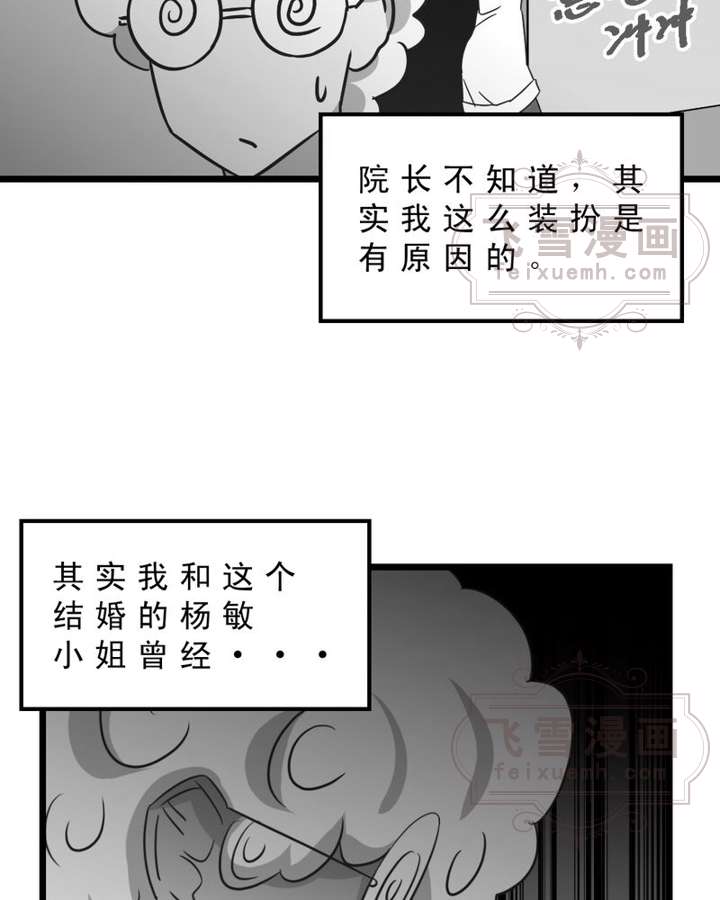 冲冲
院长不知道，其
实我这么装扮是
有原因的。
飞雪漫画
feixuemh.com
其实我和这个
结婚的杨敏
小姐曾经···
飞雪漫画
feixuemh.com